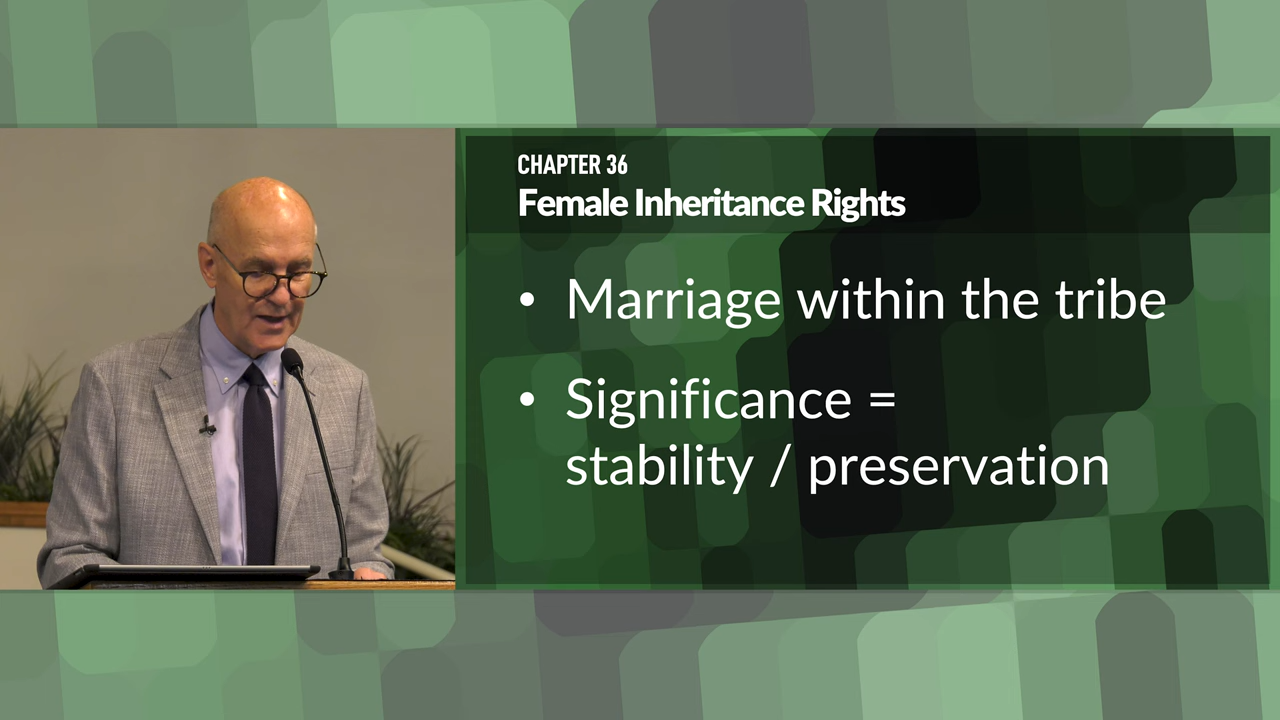 CHAPTER 36
Female Inheritance Rights
• Marriage within the tribe
• Significance =
stability / preservation